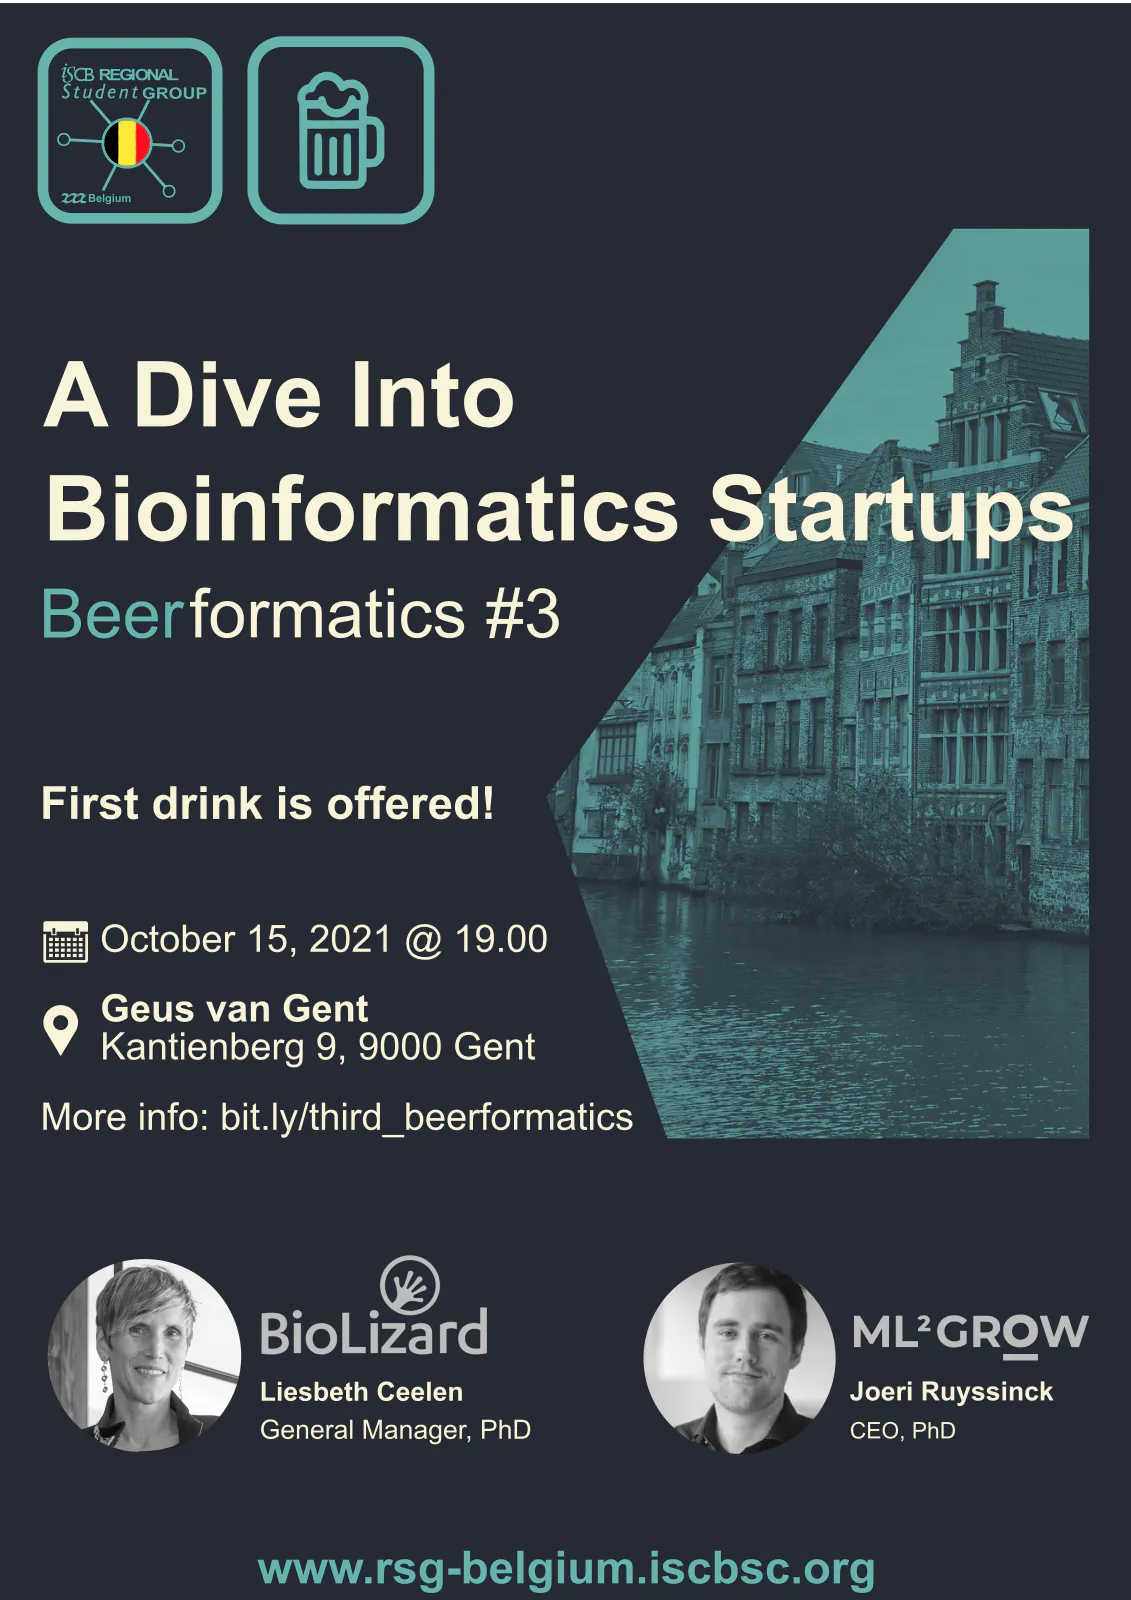 iSCB REGIONAL
Student GROUP
Belgium
A Dive Into
Bioinformatics Startups
Beerformatics #3
First drink is offered!
October 15, 2021 @ 19.00
Geus van Gent
Kantienberg 9, 9000 Gent
More info: bit.ly/third_beerformatics
BioLizard
Liesbeth Ceelen
General Manager, PhD
ML²GROW
Joeri Ruyssinck
CEO, PhD
www.rsg-belgium.iscbsc.org